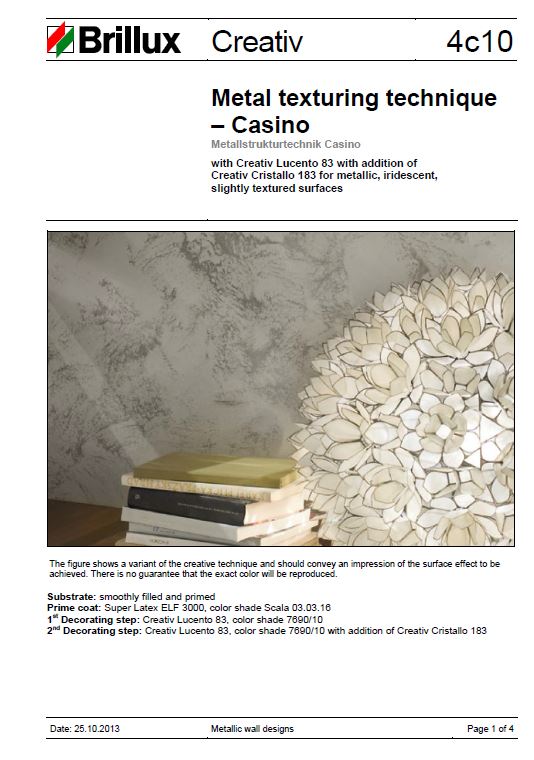 Brillux Creativ 4c10
Metal texturing technique
– Casino
Metallstrukturtechnik Casino
with Creativ Lucento 83 with addition of
Creativ Cristallo 183 for metallic, iridescent,
slightly textured surfaces
The figure shows a variant of the creative technique and should convey an impression of the surface effect to be
achieved. There is no guarantee that the exact color will be reproduced.
Substrate: smoothly filled and primed
Prime coat: Super Latex ELF 3000, color shade Scala 03.03.16
1st Decorating step: Creativ Lucento 83, color shade 7690/10
2nd Decorating step: Creativ Lucento 83, color shade 7690/10 with addition of Creativ Cristallo 183
Date: 25.10.2013 Metallic wall designs Page 1 of 4